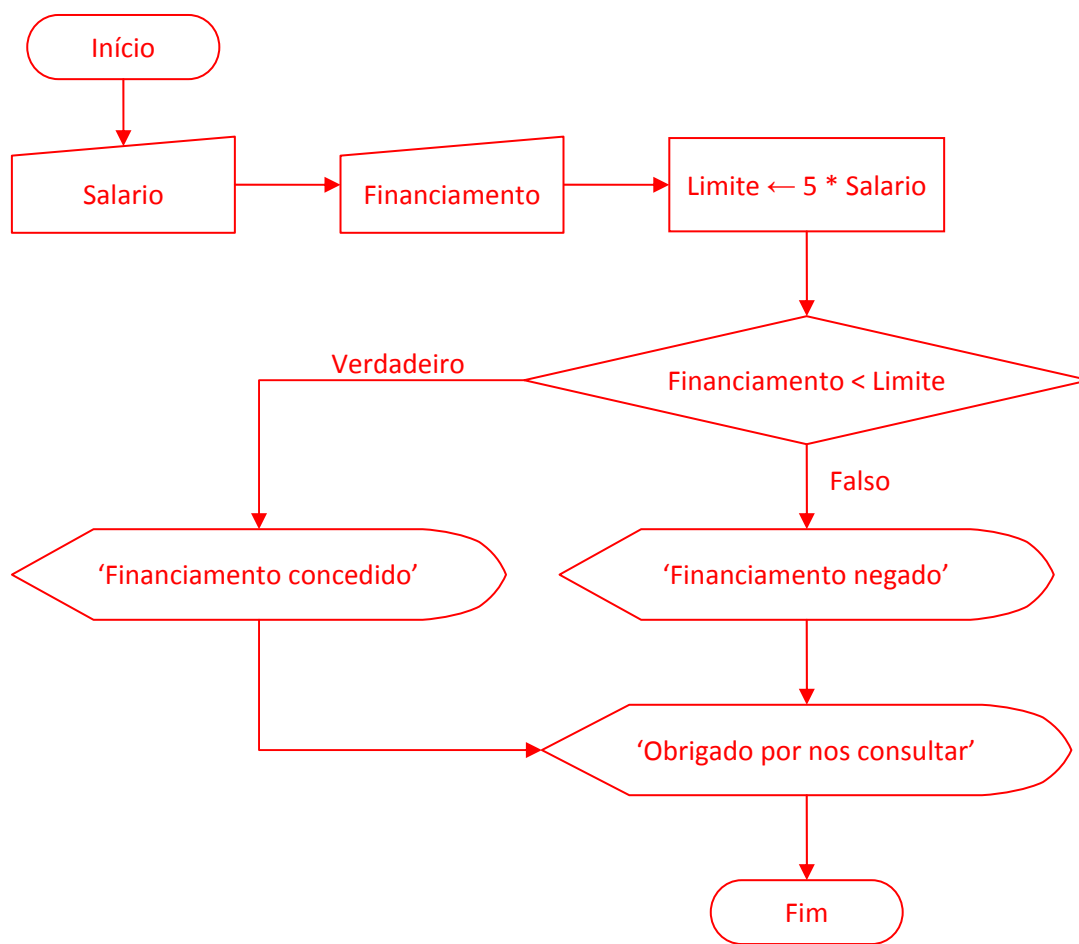 Início
Salario
Financiamento
Limite ← 5 * Salario
Financiamento < Limite
Verdadeiro
Falso
‘Financiamento concedido’
‘Financiamento negado’
‘Obrigado por nos consultar’
Fim